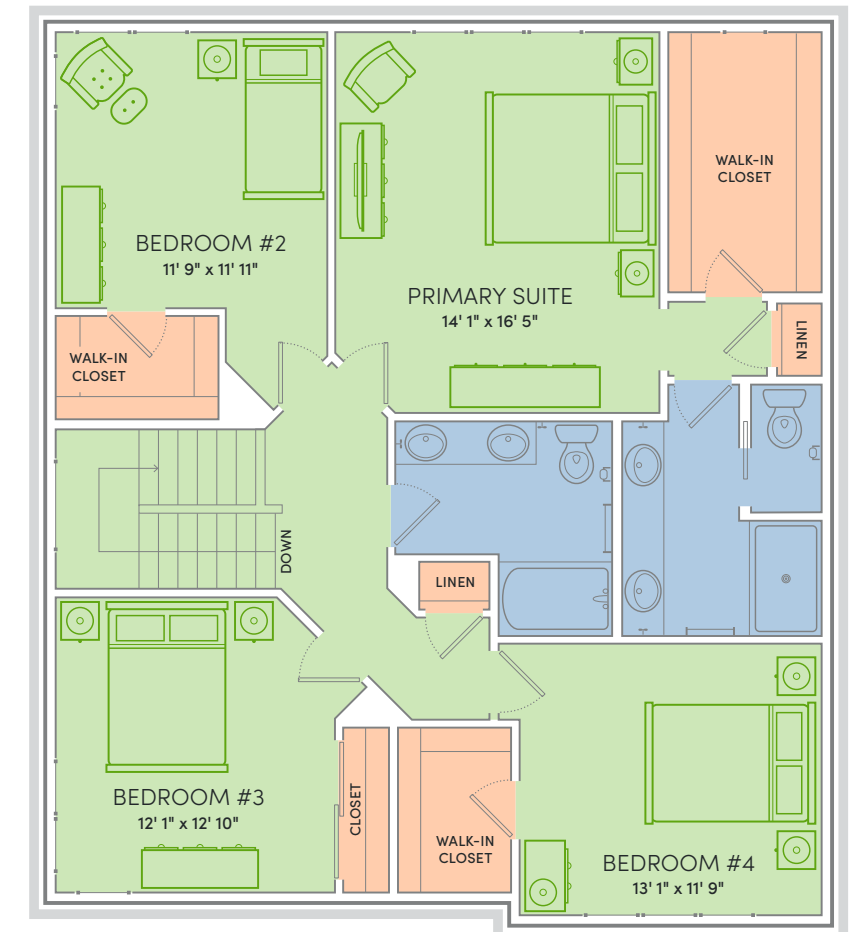 WALK-IN
CLOSET
BEDROOM #2
11' 9" x 11' 11"
PRIMARY SUITE
14' 1" x 16' 5"
LINEN
WALK-IN
CLOSET
DOWN
LINEN
BEDROOM #3
12' 1" x 12' 10"
CLOSET
WALK-IN
CLOSET
BEDROOM #4
13' 1" x 11' 9"